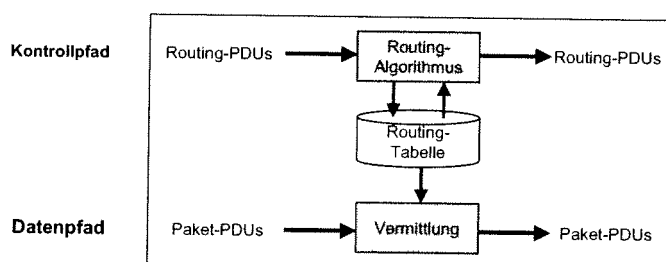 Kontrollpfad
Routing-PDUs
Routing-
Algorithmus
Routing-PDUs
Routing-
Tabelle
Datenpfad
Paket-PDUs
Vermittlung
Paket-PDUs